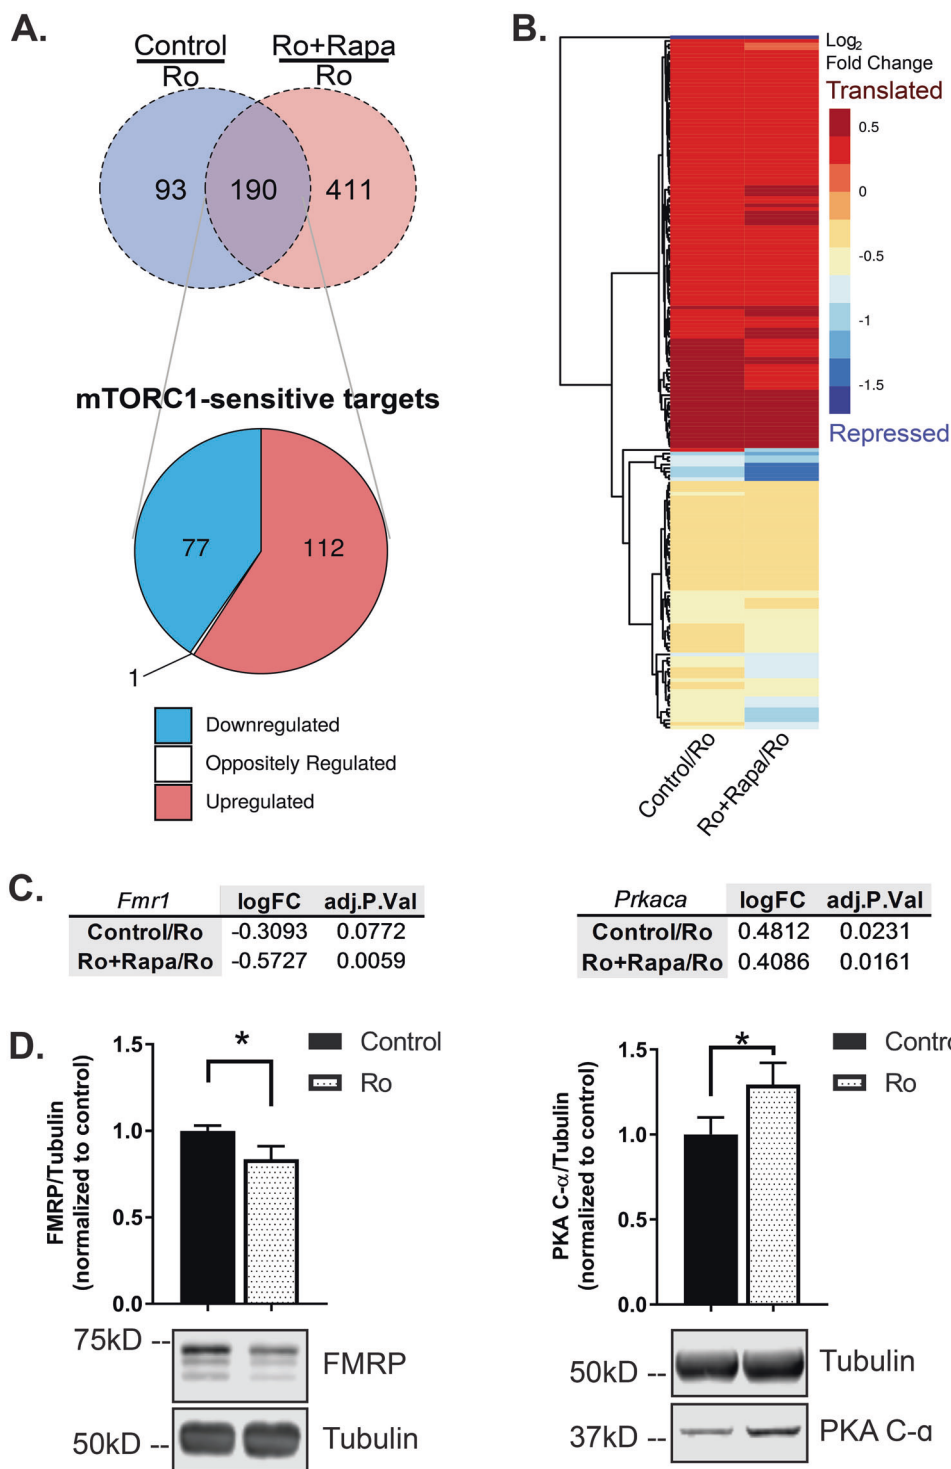 A.
Control
Ro
Ro+Rapa
Ro
93
190
411
mTORC1-sensitive targets
77
112
1
Downregulated
Oppositely Regulated
Upregulated
B.
Log2
Fold Change
Translated
0.5
0
-0.5
-1
-1.5
Repressed
Control/Ro
Ro+Rapa/Ro
C.
Fmr1 logFC adj.P.Val
Control/Ro -0.3093 0.0772
Ro+Rapa/Ro -0.5727 0.0059
Prkaca logFC adj.P.Val
Control/Ro 0.4812 0.0231
Ro+Rapa/Ro 0.4086 0.0161
D.
FMRP/Tubulin
(normalized to control)
1.5
1.0
0.5
0.0
*
Control
Ro
75kD --
FMRP
50kD --
Tubulin
PKA C-α/Tubulin
(normalized to control)
1.5
1.0
0.5
0.0
*
Contro
Ro
50kD --
Tubulin
37kD --
PKA C-α